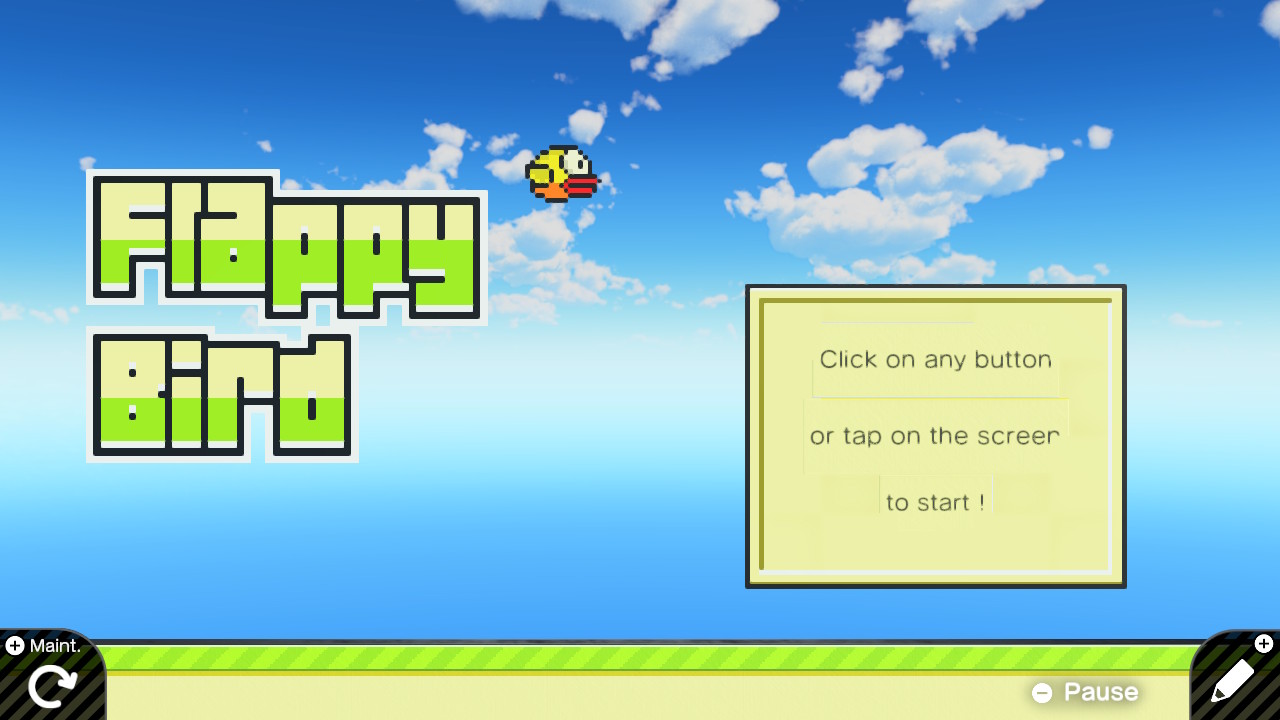 Flappy
Bird
Click on any button
or tap on the screen
to start !
Maint.
Pause